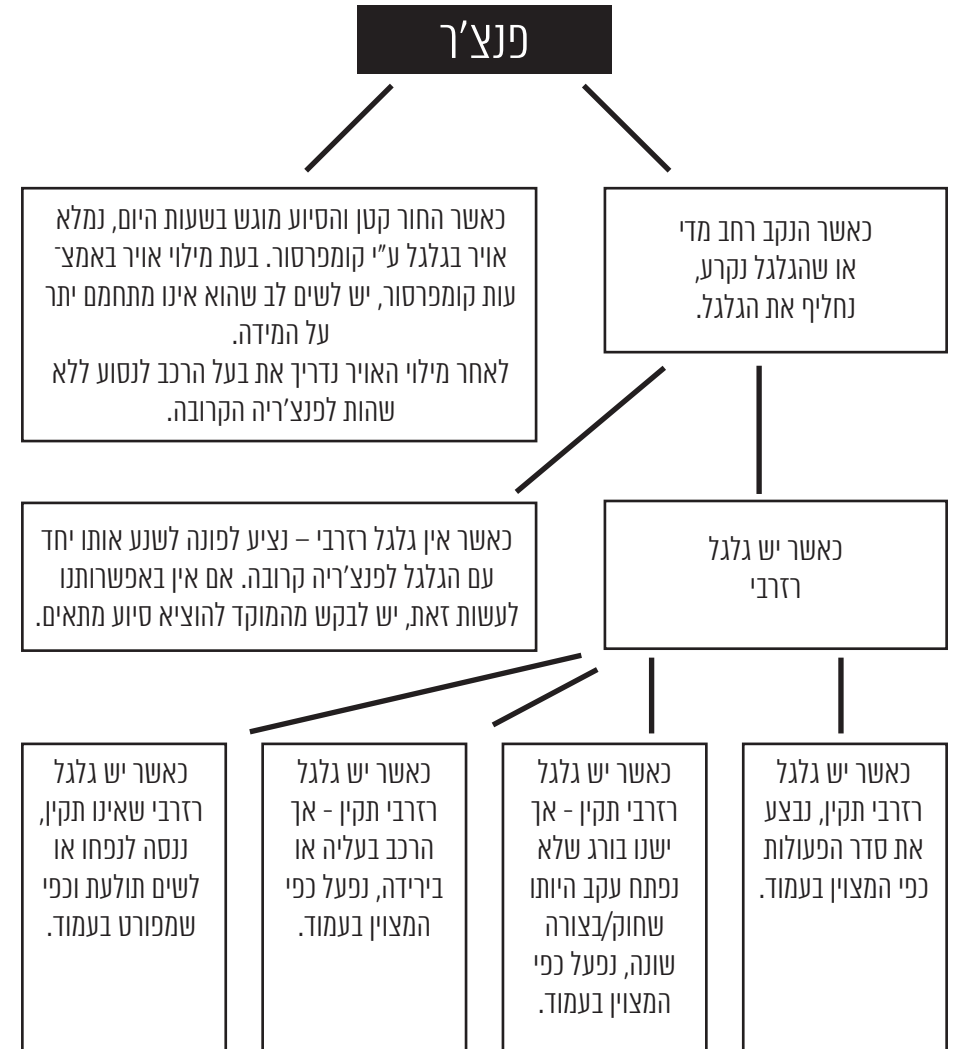 פנצ'ר
כאשר הנקב רחב מדי
או שהגלגל נקרע,
נחליף את הגלגל.
כאשר החור קטן והסיוע מוגש בשעות היום, נמלא
אויר בגלגל ע"י קומפרסור. בעת מילוי אויר באמצ־
עות קומפרסור, יש לשים לב שהוא אינו מתחמם יתר
על המידה.
לאחר מילוי האויר נדריך את בעל הרכב לנסוע ללא
שהות לפנצ'ריה הקרובה.
כאשר יש גלגל
רזרבי
כאשר אין גלגל רזרבי – נציע לפונה לשנע אותו יחד
עם הגלגל לפנצ'ריה קרובה. אם אין באפשרותנו
לעשות זאת, יש לבקש מהמוקד להוציא סיוע מתאים.
כאשר יש גלגל
רזרבי תקין, נבצע
את סדר הפעולות
כפי המצוין בעמוד.
כאשר יש גלגל
רזרבי תקין - אך
ישנו בורג שלא
נפתח עקב היותו
שחוק/בצורה
שונה, נפעל כפי
המצוין בעמוד.
כאשר יש גלגל
רזרבי תקין - אך
הרכב בעליה או
בירידה, נפעל כפי
המצוין בעמוד.
כאשר יש גלגל
רזרבי שאינו תקין,
ננסה לנפחו או
לשים תולעת וכפי
שמפורט בעמוד.